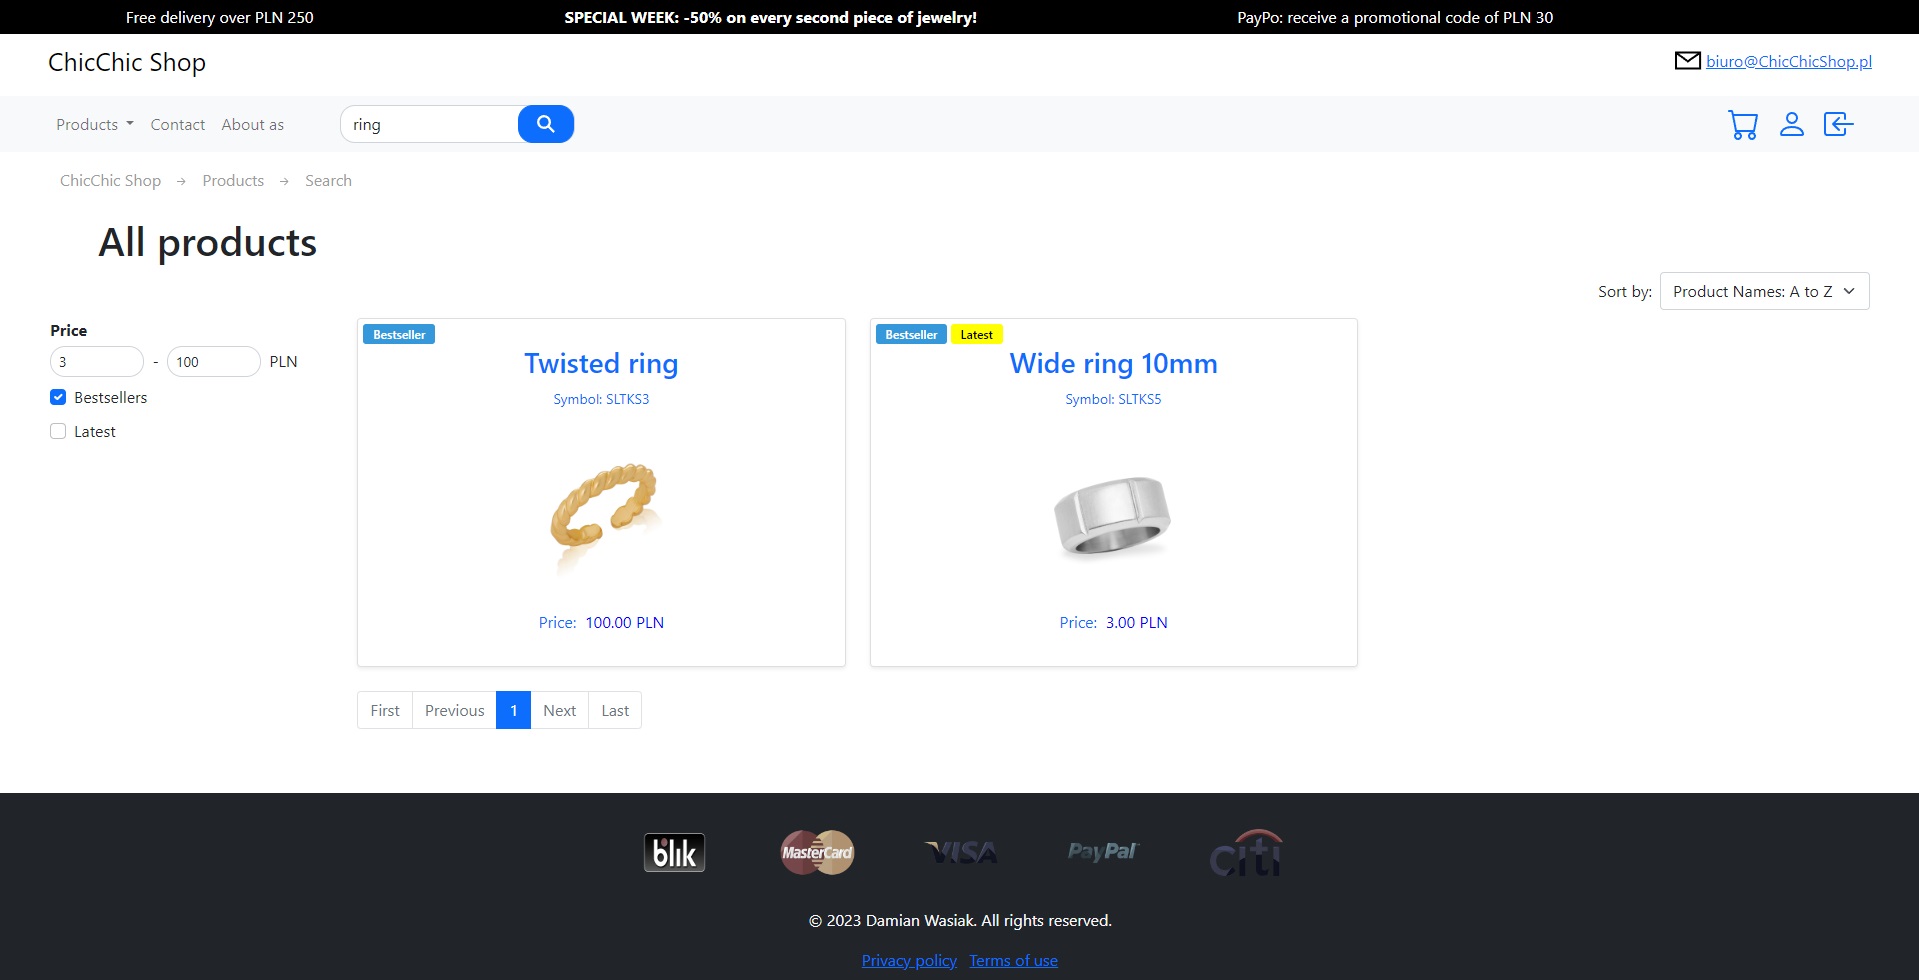 Free delivery over PLN 250
SPECIAL WEEK: -50% on every second piece of jewelry!
PayPo: receive a promotional code of PLN 30
ChicChic Shop
biuro@ChicChicShop.pl
Products
Contact
About as
ring
ChicChic Shop → Products → Search
All products
Sort by: Product Names: A to Z
Price
3 - 100 PLN
Bestsellers
Latest
Bestseller
Twisted ring
Symbol: SLTKS3
Price: 100.00 PLN
Bestseller Latest
Wide ring 10mm
Symbol: SLTKS5
Price: 3.00 PLN
First Previous 1 Next Last
blik
MasterCard
VISA
PayPal
citi
© 2023 Damian Wasiak. All rights reserved.
Privacy policy Terms of use